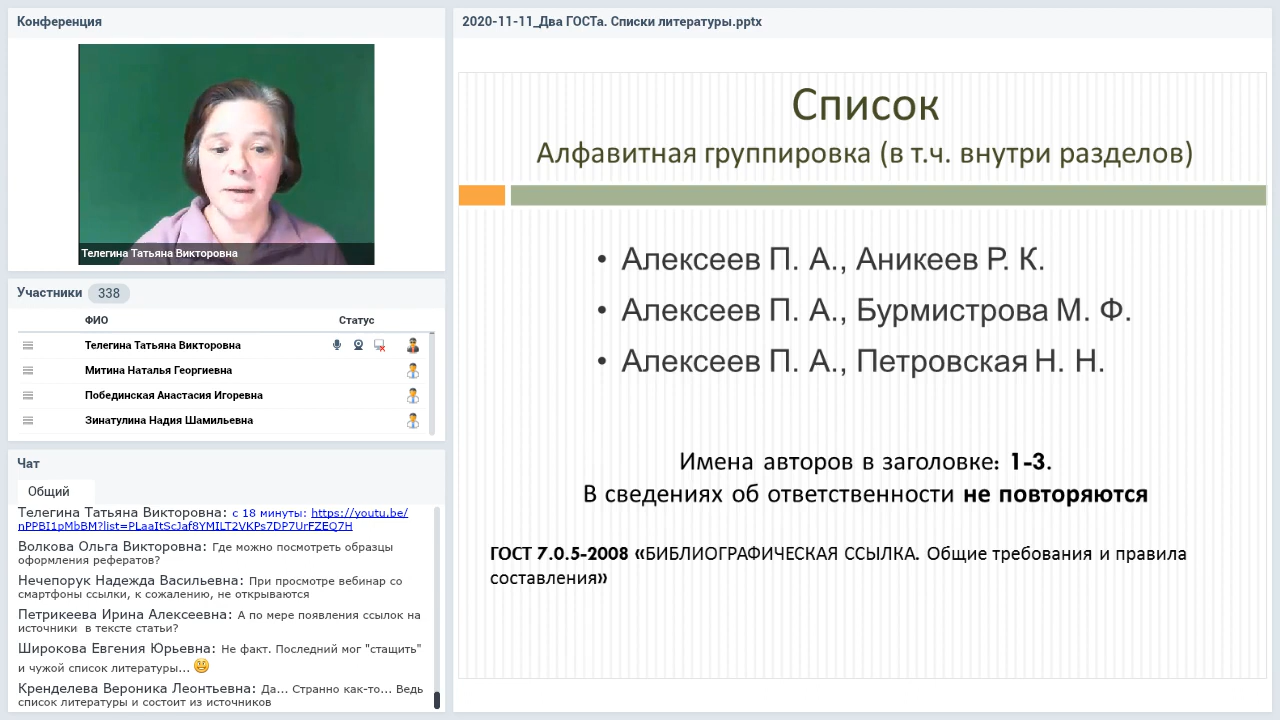 Конференция
Телегина Татьяна Викторовна
Участники 338
ФИО Статус
Телегина Татьяна Викторовна
Митина Наталья Георгиевна
Побединская Анастасия Игоревна
Зинатулина Надия Шамильевна
Чат
Общий
Телегина Татьяна Викторовна: с 18 минуты: https://youtu.be/
nPPBI1pMbBM?list=PLaaItScJaf8YMILT2VKPs7DP7UrFZEQ7H
Волкова Ольга Викторовна: Где можно посмотреть образцы
оформления рефератов?
Нечепорук Надежда Васильевна: При просмотре вебинар со
смартфоны ссылки, к сожалению, не открываются
Петрикеева Ирина Алексеевна: А по мере появления ссылок на
источники в тексте статьи?
Широкова Евгения Юрьевна: Не факт. Последний мог "стащить"
и чужой список литературы...
Кренделева Вероника Леонтьевна: Да... Странно как-то... Ведь
список литературы и состоит из источников
2020-11-11_Два ГОСТа. Списки литературы.pptx
Список
Алфавитная группировка (в т.ч. внутри разделов)
• Алексеев П. А., Аникеев Р. К.
• Алексеев П. А., Бурмистрова М. Ф.
• Алексеев П. А., Петровская Н. Н.
Имена авторов в заголовке: 1-3.
В сведениях об ответственности не повторяются
ГОСТ 7.0.5-2008 «БИБЛИОГРАФИЧЕСКАЯ ССЫЛКА. Общие требования и правила
составления»